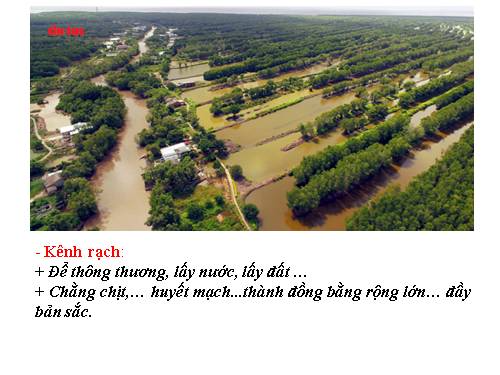 - Kênh rạch:
+ Để thông thương, lấy nước, lấy đất …
+ Chằng chịt,… huyết mạch...thành đồng bằng rộng lớn… đầy
bản sắc.